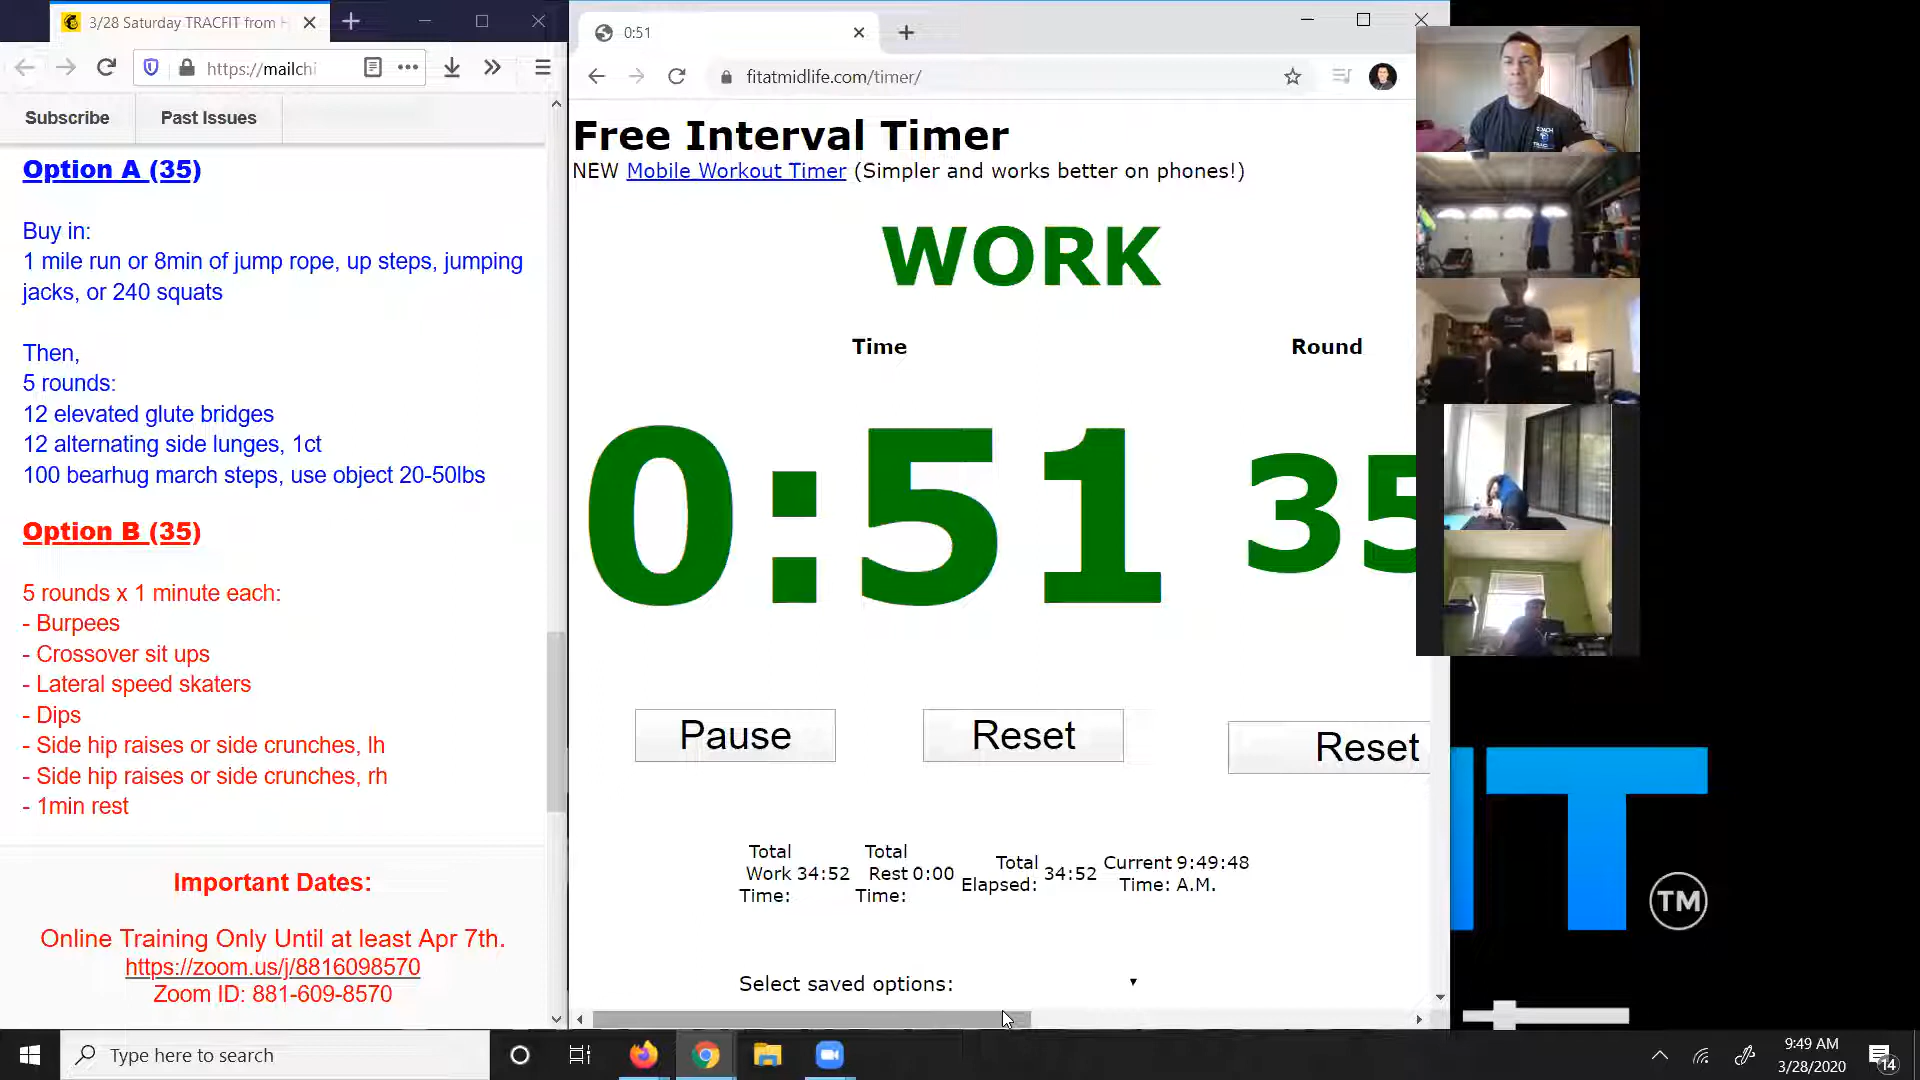 3/28 Saturday TRACFIT from
0:51
https://mailchi
fitatmidlife.com/timer/
Subscribe
Past Issues
Option A (35)
Buy in:
1 mile run or 8min of jump rope, up steps, jumping
jacks, or 240 squats
Then,
5 rounds:
12 elevated glute bridges
12 alternating side lunges, 1ct
100 bearhug march steps, use object 20-50lbs
Option B (35)
5 rounds x 1 minute each:
- Burpees
- Crossover sit ups
- Lateral speed skaters
- Dips
- Side hip raises or side crunches, lh
- Side hip raises or side crunches, rh
- 1min rest
Important Dates:
Online Training Only Until at least Apr 7th.
https://zoom.us/j/8816098570
Zoom ID: 881-609-8570
Free Interval Timer
NEW Mobile Workout Timer (Simpler and works better on phones!)
WORK
Time
Round
0:51
35
Pause
Reset
Reset
Total
Work 34:52
Time:
Total
Rest 0:00
Time:
Total
Elapsed: 34:52
Current 9:49:48
Time: A.M.
Select saved options:
COACH
IT
TM
Type here to search
9:49 AM
3/28/2020
14